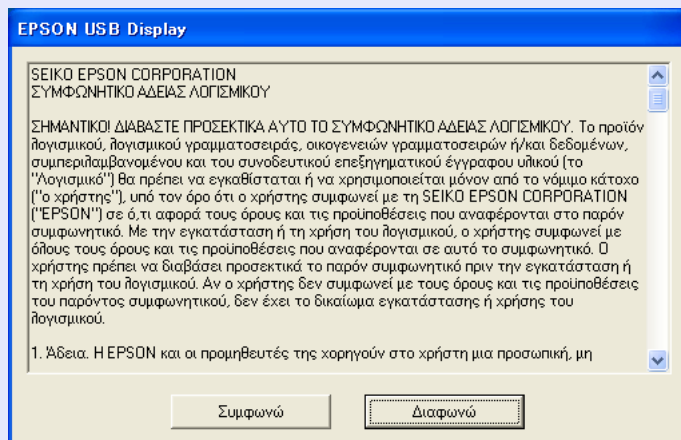 EPSON USB Display
SEIKO EPSON CORPORATION
ΣΥΜΦΩΝΗΤΙΚΟ ΑΔΕΙΑΣ ΛΟΓΙΣΜΙΚΟΥ
ΣΗΜΑΝΤΙΚΟ! ΔΙΑΒΑΣΤΕ ΠΡΟΣΕΚΤΙΚΑ ΑΥΤΟ ΤΟ ΣΥΜΦΩΝΗΤΙΚΟ ΑΔΕΙΑΣ ΛΟΓΙΣΜΙΚΟΥ. Το προϊόν
λογισμικού, λογισμικού γραμματοσειράς, οικογενειών γραμματοσειρών ή/και δεδομένων,
συμπεριλαμβανομένου και του συνοδευτικού επεξηγηματικού έγγραφου υλικού (το
"Λογισμικό") θα πρέπει να εγκαθίσταται ή να χρησιμοποιείται μόνον από το νόμιμο κάτοχο
("ο χρήστης"), υπό τον όρο ότι ο χρήστης συμφωνεί με τη SEIKO EPSON CORPORATION
("EPSON") σε ό,τι αφορά τους όρους και τις προϋποθέσεις που αναφέρονται στο παρόν
συμφωνητικό. Με την εγκατάσταση ή τη χρήση του λογισμικού, ο χρήστης συμφωνεί με
όλους τους όρους και τις προϋποθέσεις που αναφέρονται σε αυτό το συμφωνητικό. Ο
χρήστης πρέπει να διαβάσει προσεκτικά το παρόν συμφωνητικό πριν την εγκατάσταση ή
τη χρήση του λογισμικού. Αν ο χρήστης δεν συμφωνεί με τους όρους και τις προϋποθέσεις
του παρόντος συμφωνητικού, δεν έχει το δικαίωμα εγκατάστασης ή χρήσης του
λογισμικού.
1. Άδεια. Η EPSON και οι προμηθευτές της χορηγούν στο χρήστη μια προσωπική, μη
Συμφωνώ
Διαφωνώ